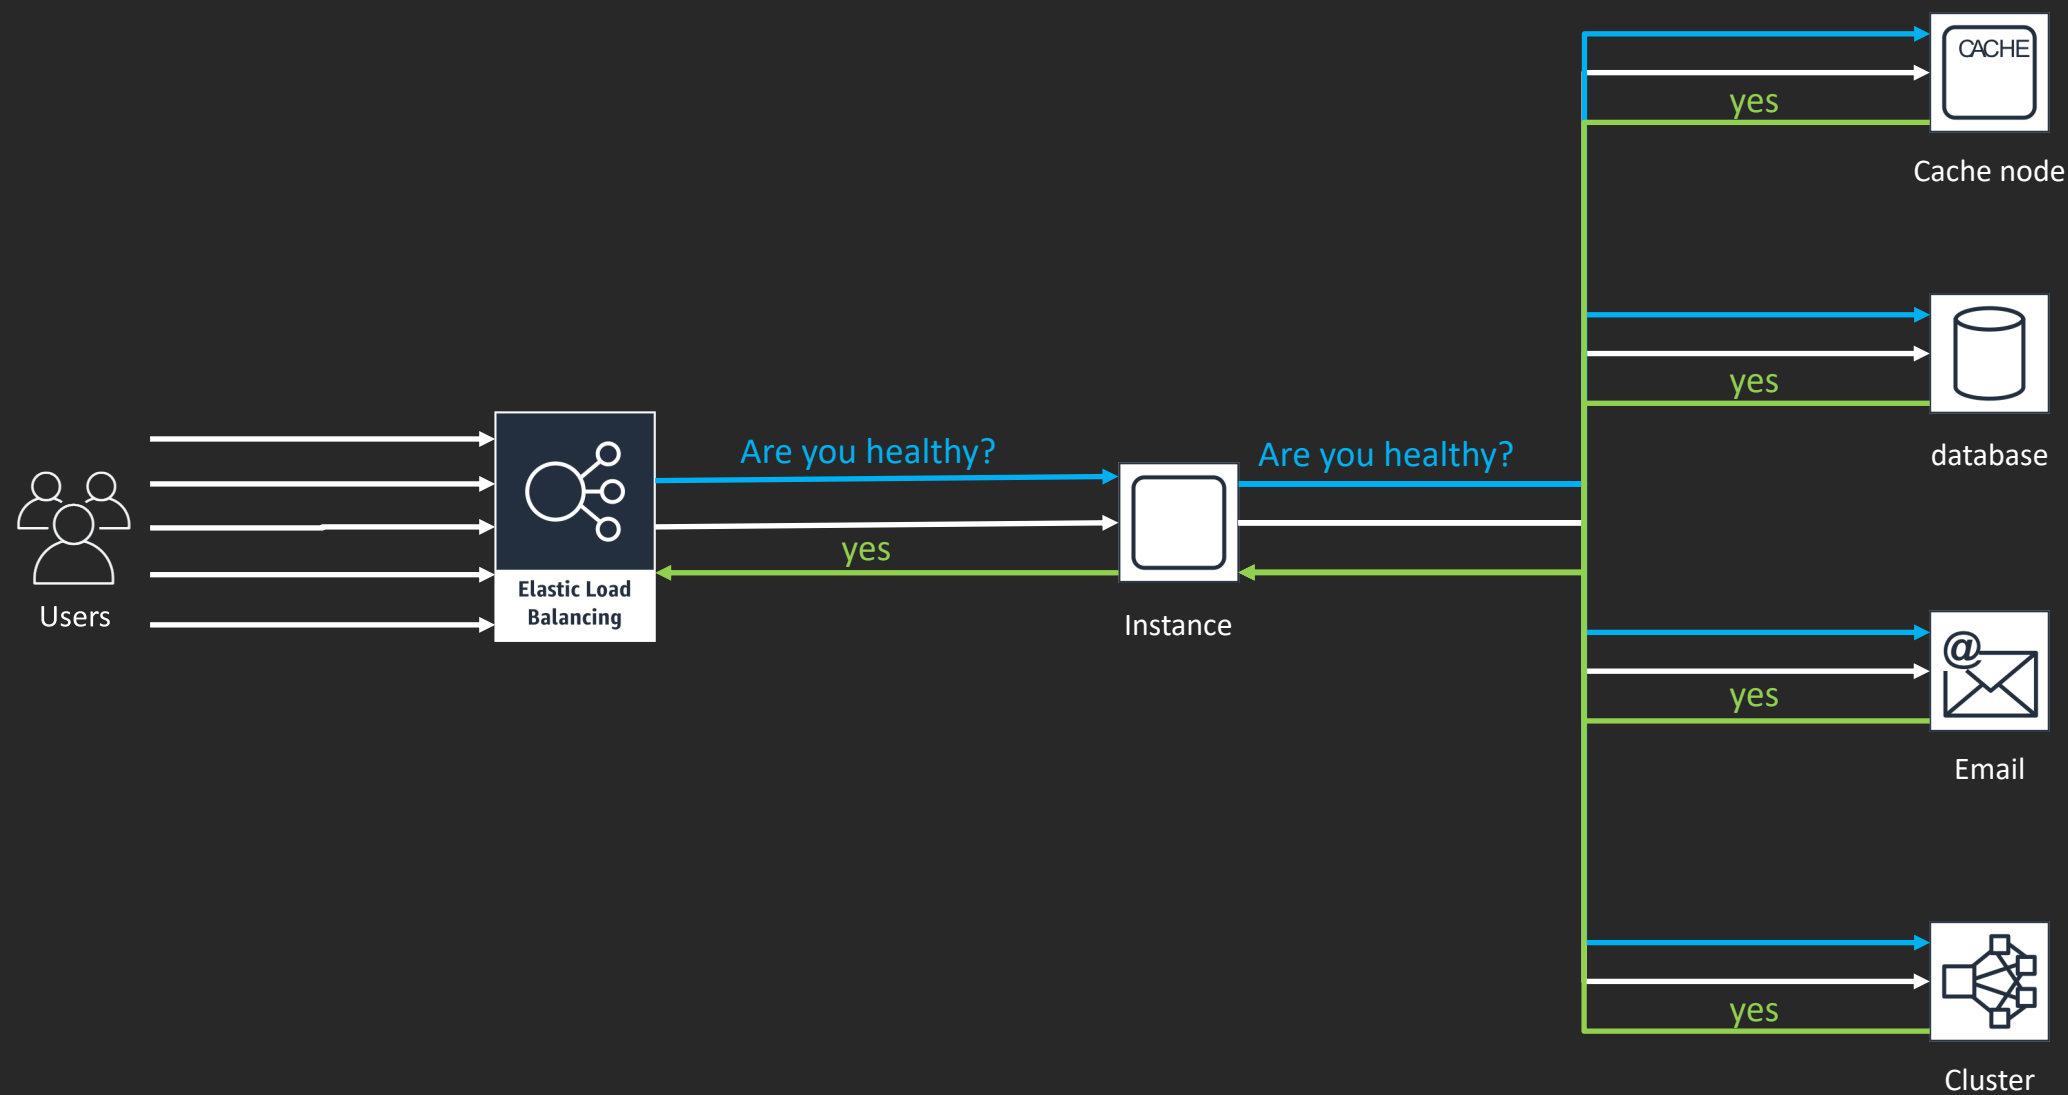 CACHE
yes
Cache node
yes
database
Are you healthy?
Are you healthy?
yes
Elastic Load
Balancing
Users
Instance
@
yes
Email
yes
Cluster